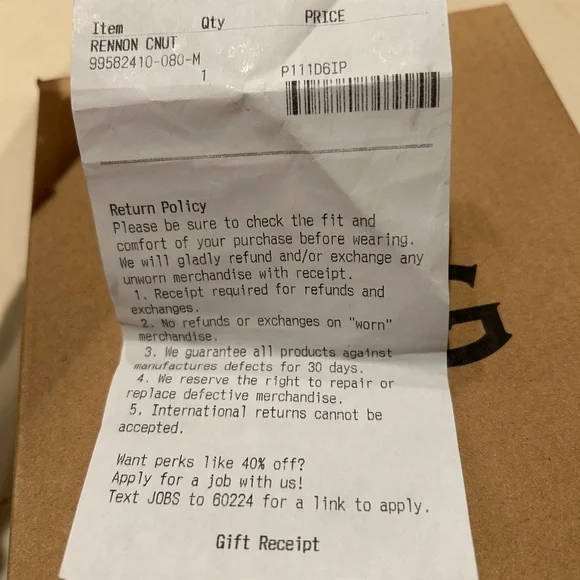 Item Qty PRICE
RENNON CNUT
99582410-080-M
1 P111D6IP
Return Policy
Please be sure to check the fit and
comfort of your purchase before wearing.
We will gladly refund and/or exchange any
unworn merchandise with receipt.
1. Receipt required for refunds and
exchanges.
2. No refunds or exchanges on "worn"
merchandise.
3. We guarantee all products against
manufactures defects for 30 days.
4. We reserve the right to repair or
replace defective merchandise.
5. International returns cannot be
accepted.
Want perks like 40% off?
Apply for a job with us!
Text JOBS to 60224 for a link to apply.
Gift Receipt